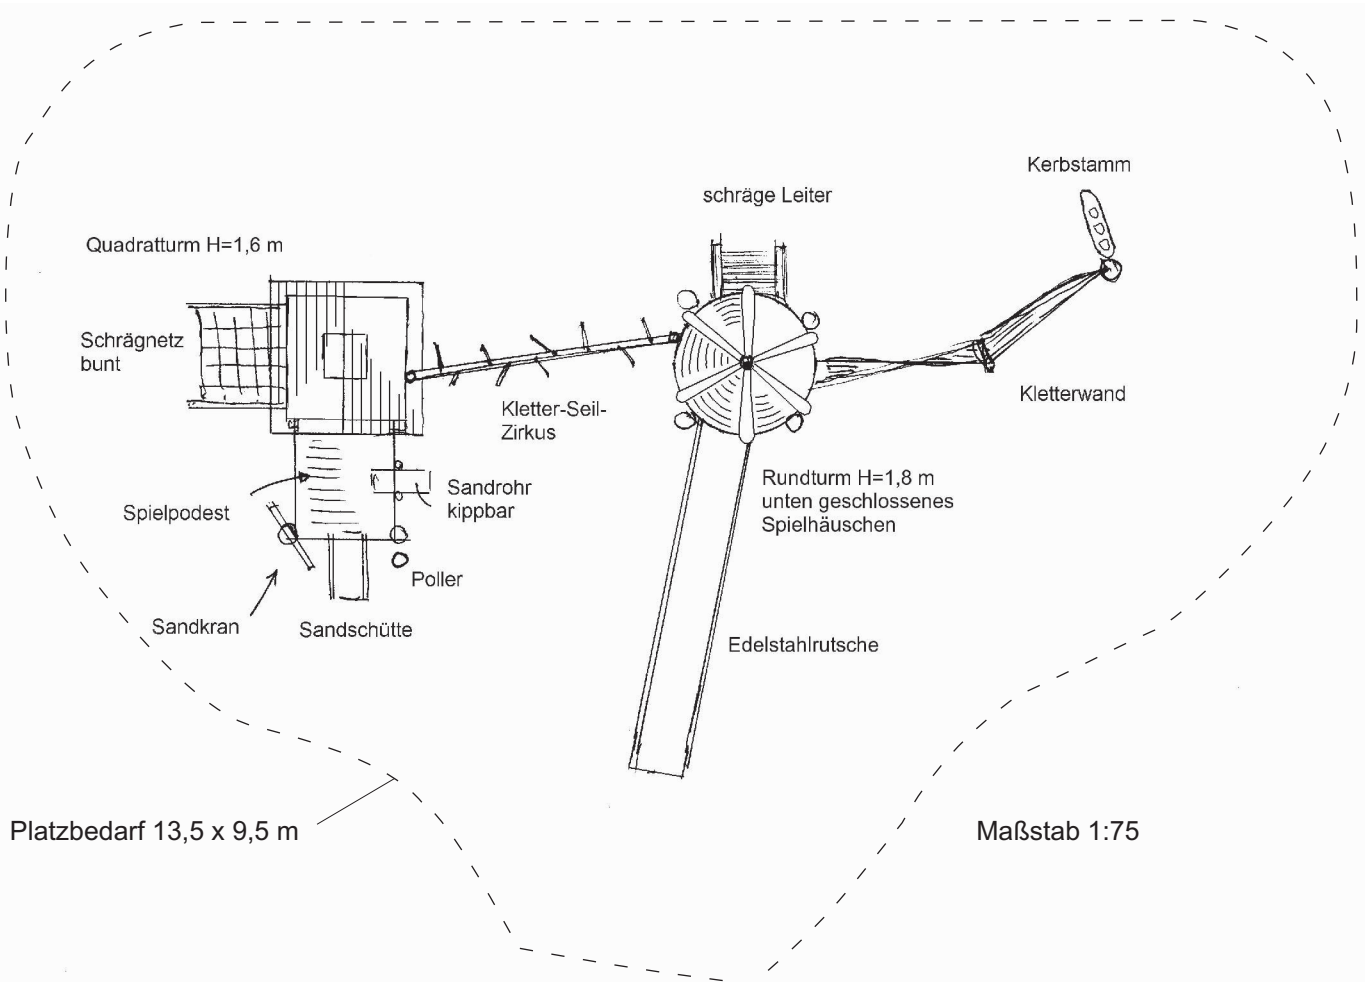 Kerbstamm
schräge Leiter
Quadratturm H=1,6 m
Schrägnetz
bunt
Kletterwand
Kletter-Seil-
Zirkus
Rundturm H=1,8 m
unten geschlossenes
Spielhäuschen
Sandrohr
kippbar
Spielpodest
Poller
Sandkran
Sandschütte
Edelstahlrutsche
Platzbedarf 13,5 x 9,5 m
Maßstab 1:75